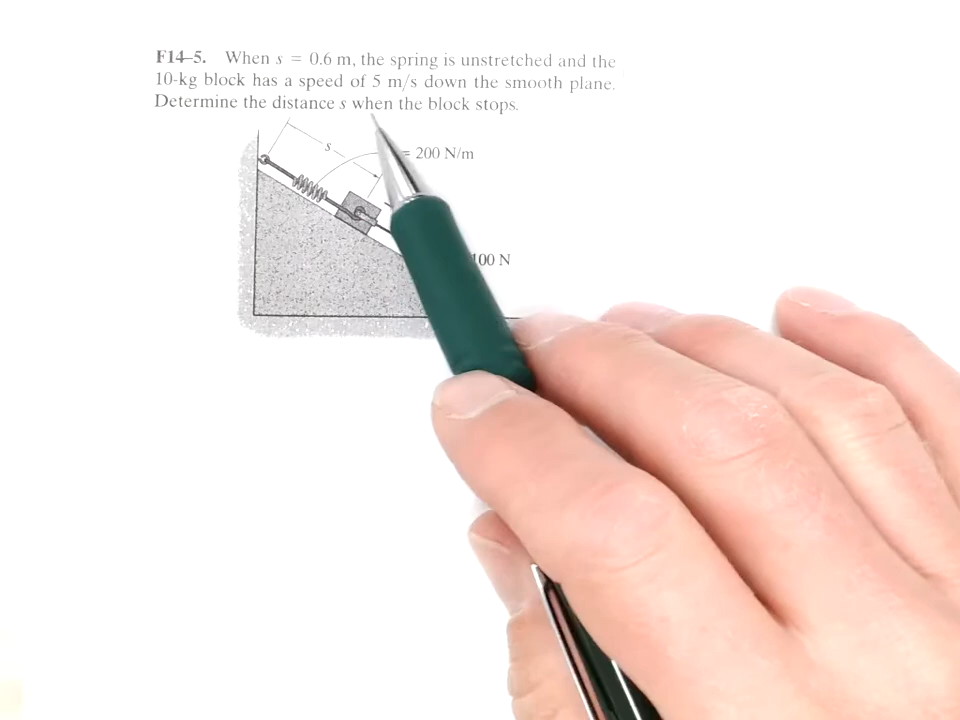 F14–5. When s = 0.6 m, the spring is unstretched and the
10-kg block has a speed of 5 m/s down the smooth plane.
Determine the distance s when the block stops.
s
= 200 N/m
100 N